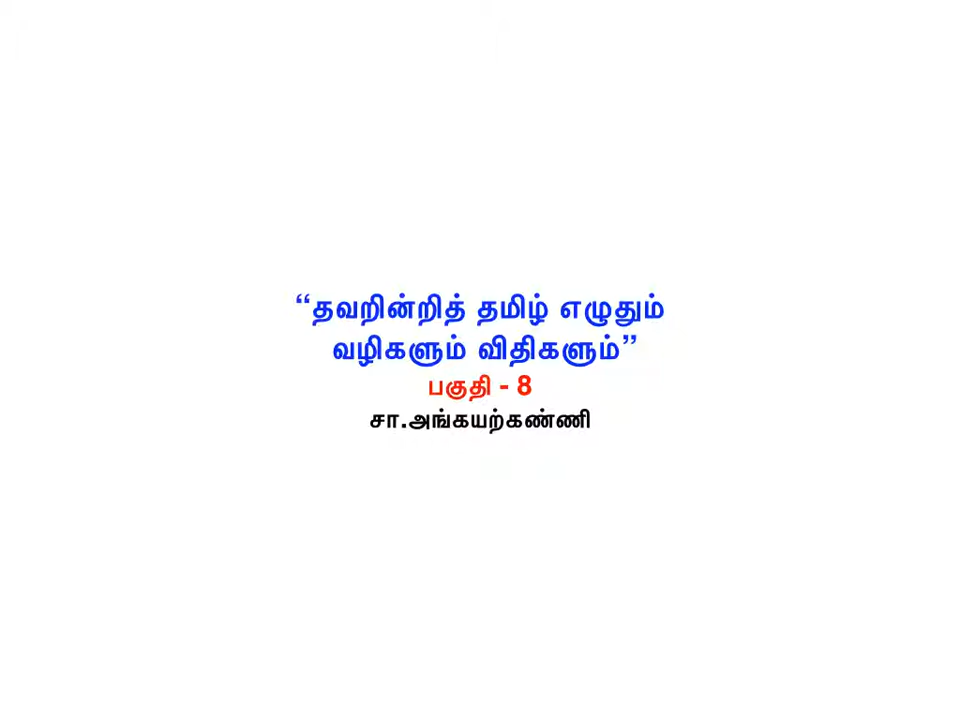 “தவறின்றித் தமிழ் எழுதும்
வழிகளும் விதிகளும்”
பகுதி - 8
சா.அங்கயற்கண்ணி